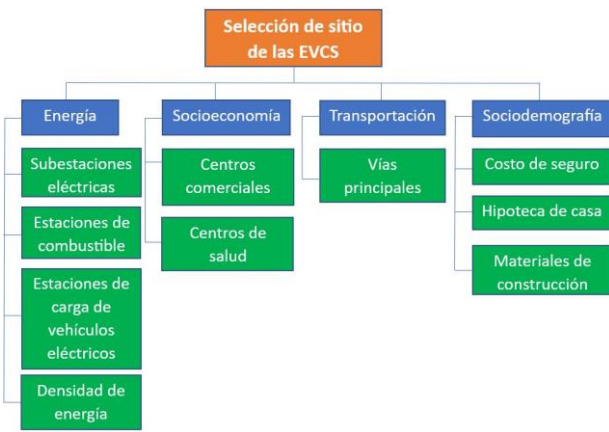 Selección de sitio
de las EVCS
Energía
Socioeconomía
Transportación
Sociodemografía
Subestaciones
eléctricas
Estaciones de
combustible
Estaciones de
carga de
vehículos
eléctricos
Densidad de
energía
Centros
comerciales
Centros de
salud
Vías
principales
Costo de seguro
Hipoteca de casa
Materiales de
construcción